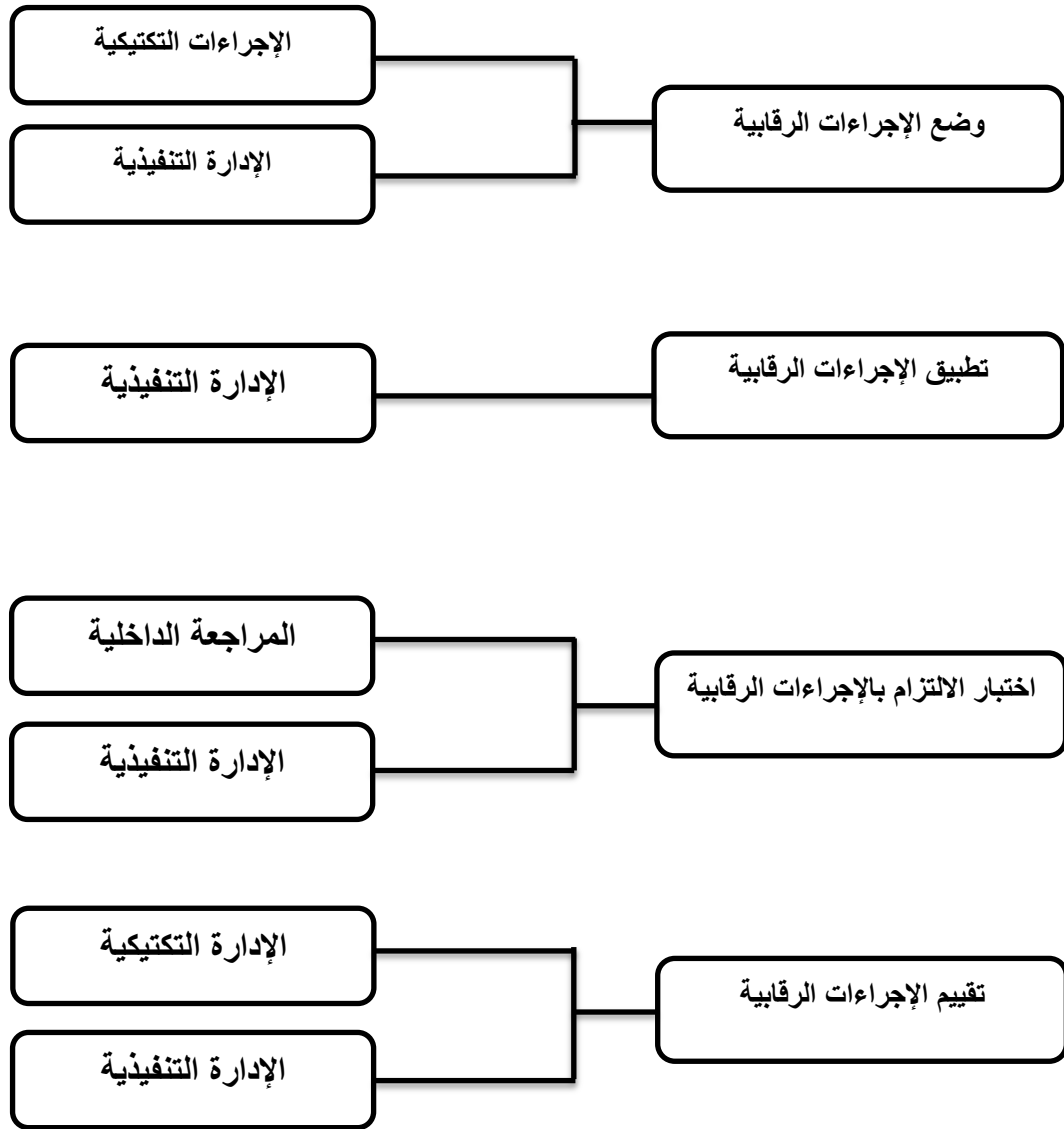 وضع الإجراءات الرقابية
الإجراءات التكتيكية
الإدارة التنفيذية
تطبيق الإجراءات الرقابية
الإدارة التنفيذية
اختبار الالتزام بالإجراءات الرقابية
المراجعة الداخلية
الإدارة التنفيذية
تقييم الإجراءات الرقابية
الإدارة التكتيكية
الإدارة التنفيذية